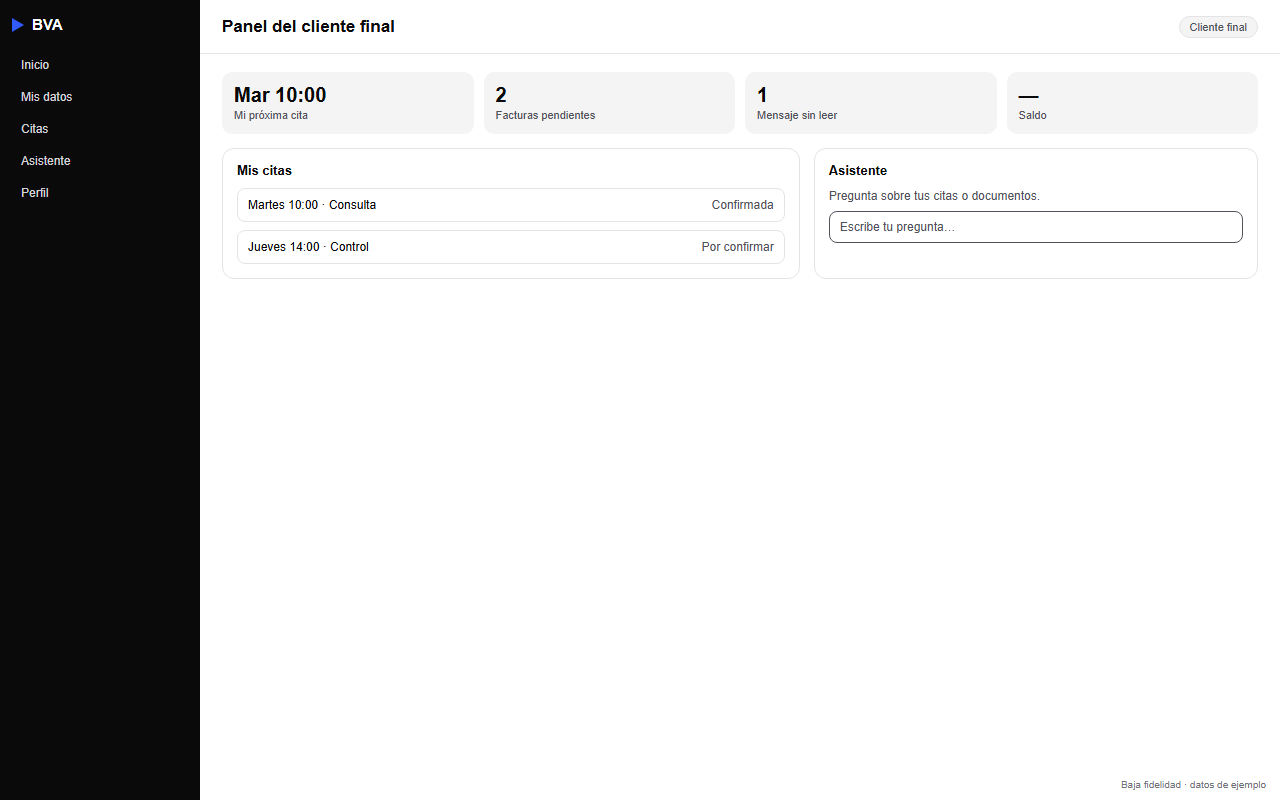 BVA
Inicio
Mis datos
Citas
Asistente
Perfil
Panel del cliente final
Cliente final
Mar 10:00
Mi próxima cita
2
Facturas pendientes
1
Mensaje sin leer
—
Saldo
Mis citas
Martes 10:00 · Consulta
Confirmada
Jueves 14:00 · Control
Por confirmar
Asistente
Pregunta sobre tus citas o documentos.
Escribe tu pregunta…
Baja fidelidad · datos de ejemplo